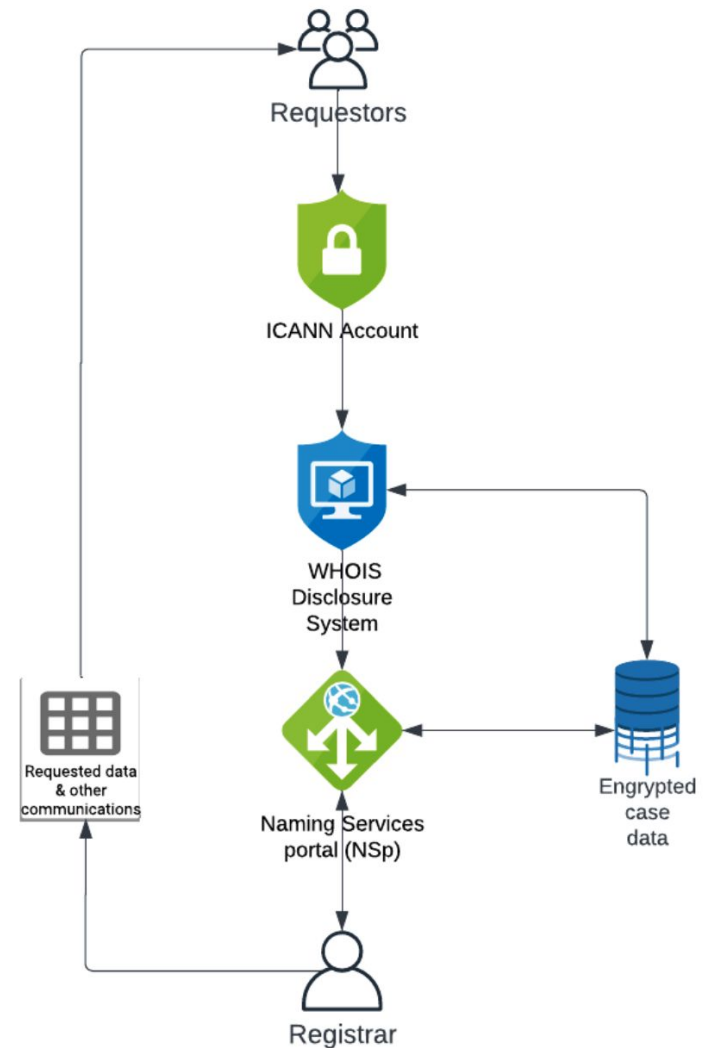 Requestors
ICANN Account
WHOIS
Disclosure
System
Requested data
& other
communications
Naming Services
portal (NSp)
Engrypted
case
data
Registrar